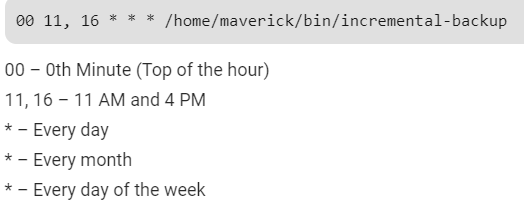 00 11, 16 * * * /home/maverick/bin/incremental-backup
00 – 0th Minute (Top of the hour)
11, 16 – 11 AM and 4 PM
* – Every day
* – Every month
* – Every day of the week